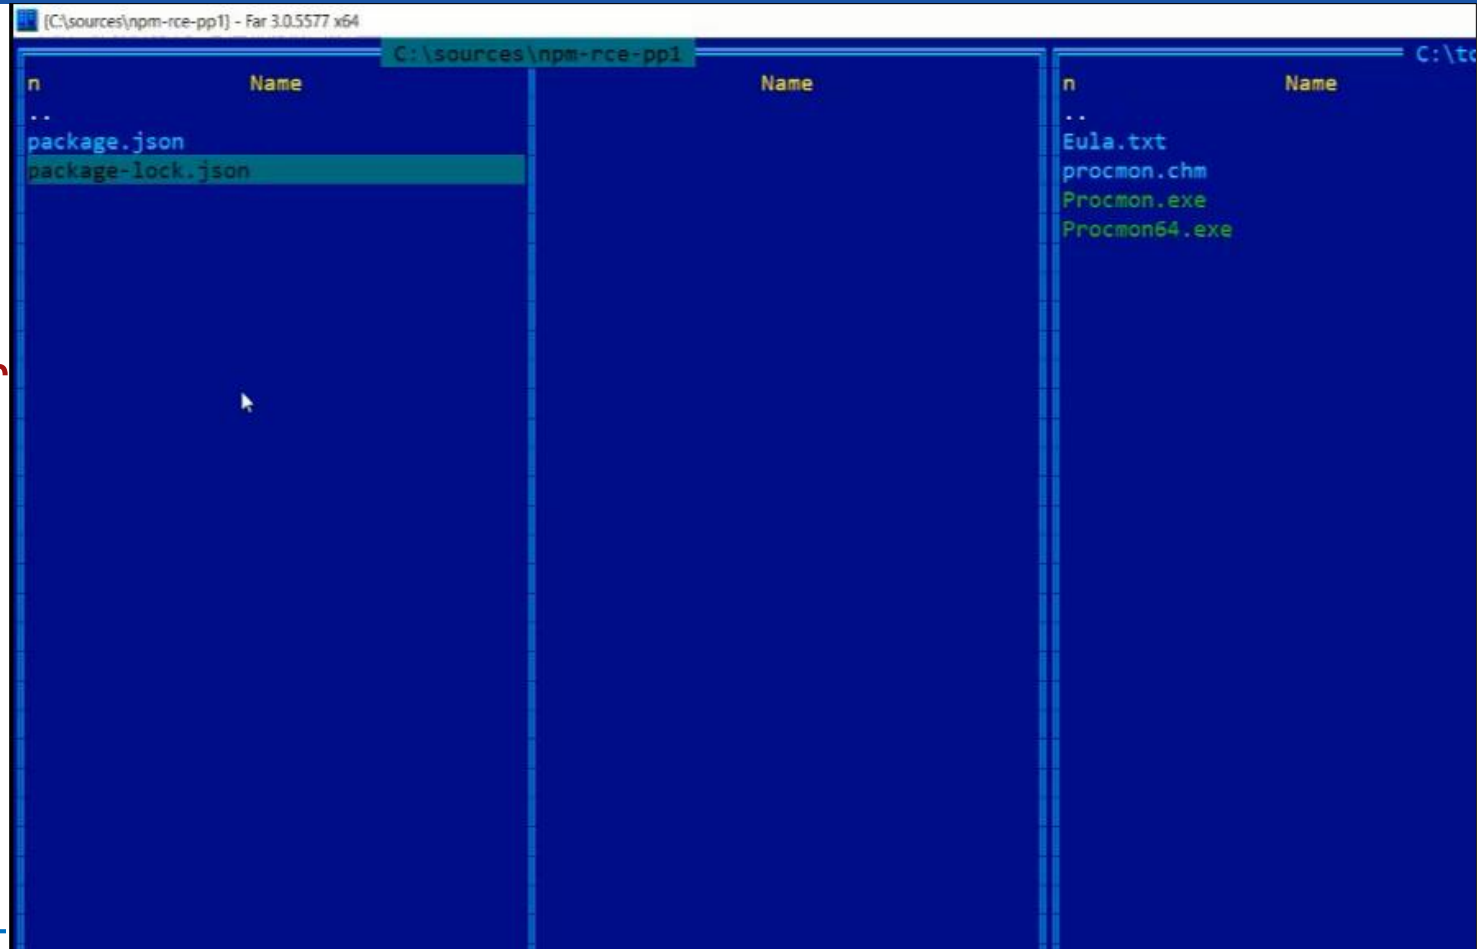 {C:\sources\npm-rce-pp1} - Far 3.0.5577 x64
C:\sources\npm-rce-pp1
n Name Name
..
package.json
package-lock.json
C:\to
n Name
..
Eula.txt
procmon.chm
Procmon.exe
Procmon64.exe